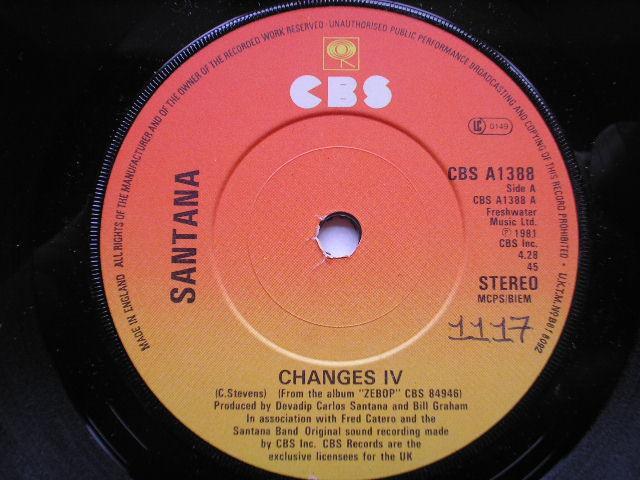 MADE IN ENGLAND ALL RIGHTS OF THE MANUFACTURER AND OF THE OWNER OF THE RECORDED WORK RESERVED · UNAUTHORISED PUBLIC PERFORMANCE BROADCASTING AND COPYING OF THIS RECORD PROHIBITED · U.K.T.M. Nº B61 8092
CBS
LC 0149
SANTANA
CBS A1388
Side A
CBS A1388 A
Freshwater
Music Ltd.
℗ 1981
CBS Inc.
4.28
45
STEREO
MCPS/BIEM
1117
CHANGES IV
(C.Stevens) (From the album "ZEBOP" CBS 84946)
Produced by Devadip Carlos Santana and Bill Graham
In association with Fred Catero and the
Santana Band Original sound recording made
by CBS Inc. CBS Records are the
exclusive licensees for the UK